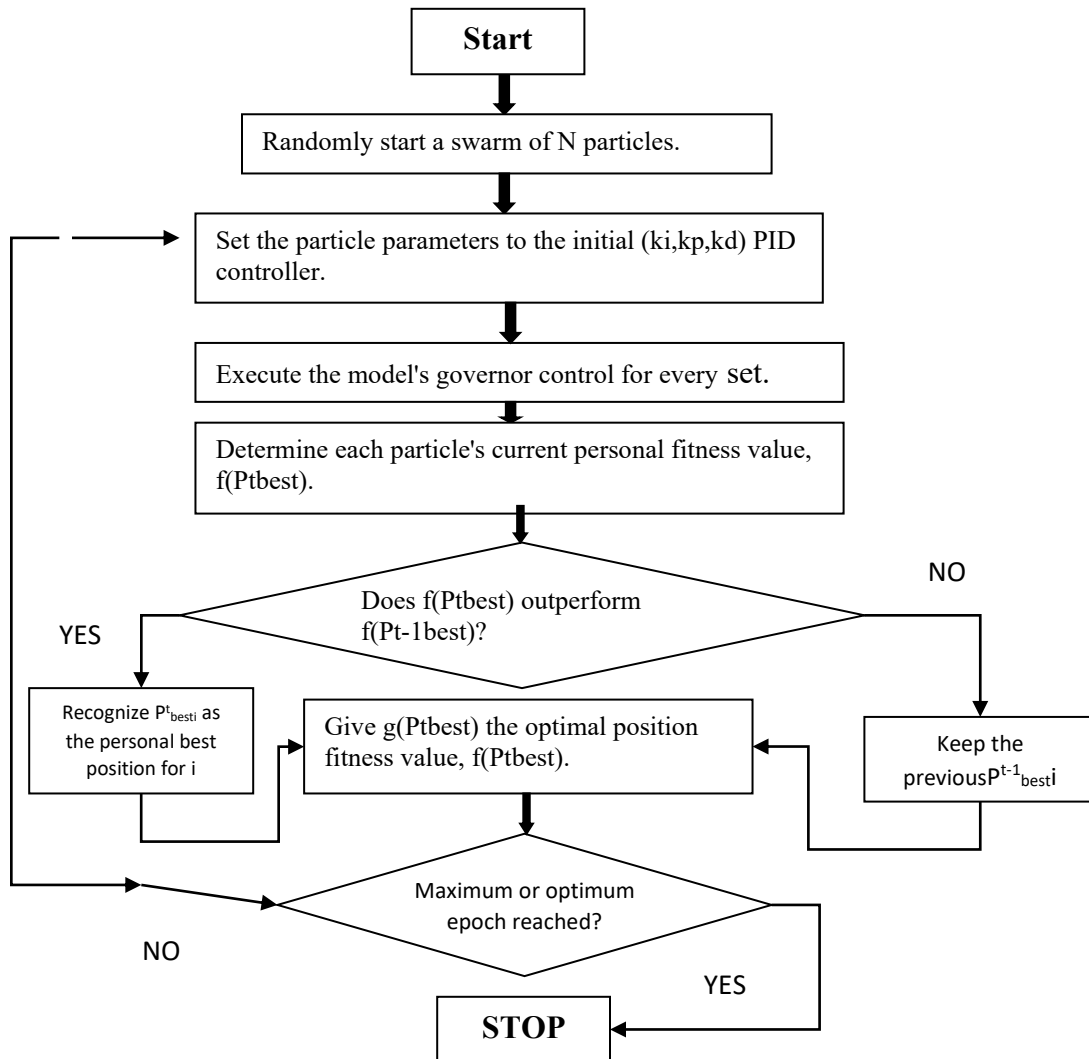 Start
Randomly start a swarm of N particles.
Set the particle parameters to the initial (ki,kp,kd) PID
controller.
Execute the model's governor control for every set.
Determine each particle's current personal fitness value,
f(Ptbest).
NO
Does f(Ptbest) outperform
f(Pt-1best)?
YES
Recognize Pᵗbesti as
the personal best
position for i
Give g(Ptbest) the optimal position
fitness value, f(Ptbest).
Keep the
previousPᵗ⁻¹besti
Maximum or optimum
epoch reached?
NO
YES
STOP